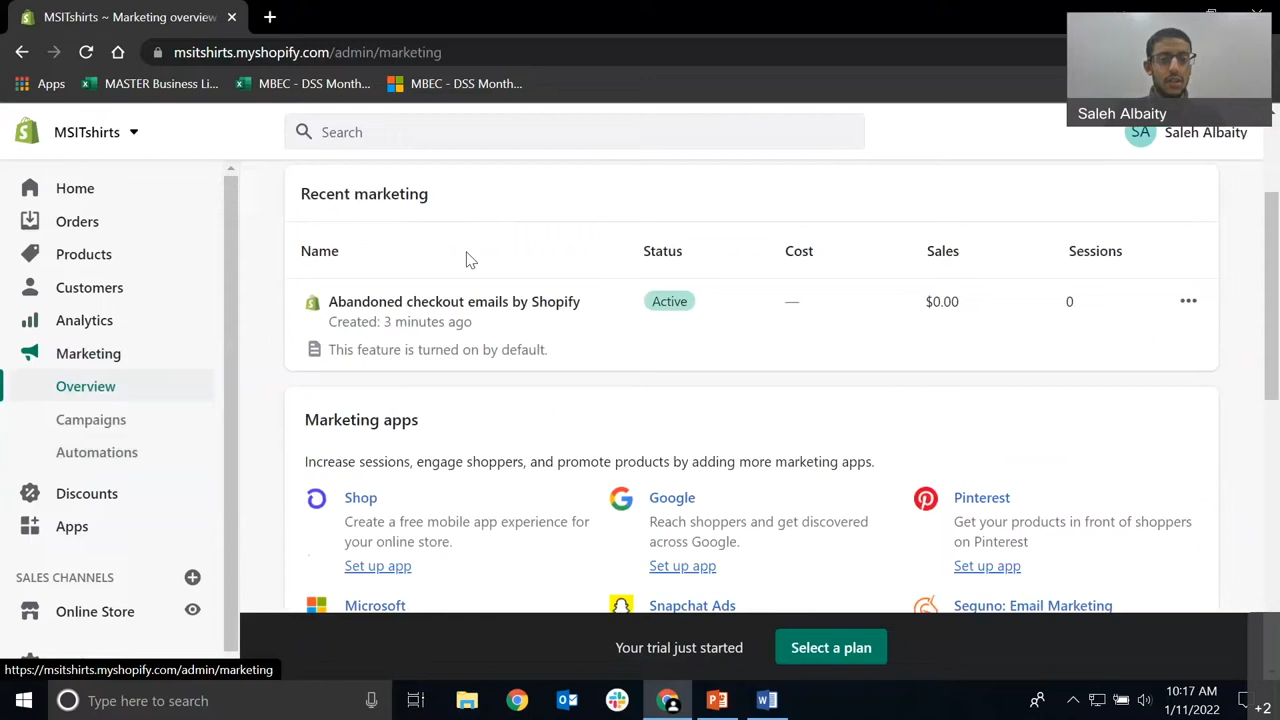 MSITshirts ~ Marketing overview
msitshirts.myshopify.com/admin/marketing
Apps
MASTER Business Li...
MBEC - DSS Month...
MBEC - DSS Month...
Saleh Albaity
MSITshirts
Search
SA
Saleh Albaity
Home
Orders
Products
Customers
Analytics
Marketing
Overview
Campaigns
Automations
Discounts
Apps
SALES CHANNELS
Online Store
Recent marketing
Name Status Cost Sales Sessions
Abandoned checkout emails by Shopify Active — $0.00 0
Created: 3 minutes ago
This feature is turned on by default.
Marketing apps
Increase sessions, engage shoppers, and promote products by adding more marketing apps.
Shop
Create a free mobile app experience for
your online store.
Set up app
Google
Reach shoppers and get discovered
across Google.
Set up app
Pinterest
Get your products in front of shoppers
on Pinterest
Set up app
Microsoft
Snapchat Ads
Seguno: Email Marketing
Your trial just started
Select a plan
https://msitshirts.myshopify.com/admin/marketing
Type here to search
10:17 AM
1/11/2022
+2